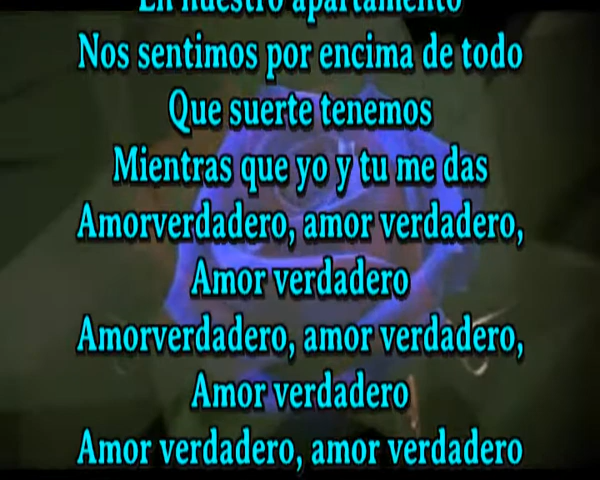 En nuestro apartamento
Nos sentimos por encima de todo
Que suerte tenemos
Mientras que yo y tu me das
Amorverdadero, amor verdadero,
Amor verdadero
Amorverdadero, amor verdadero,
Amor verdadero
Amor verdadero, amor verdadero